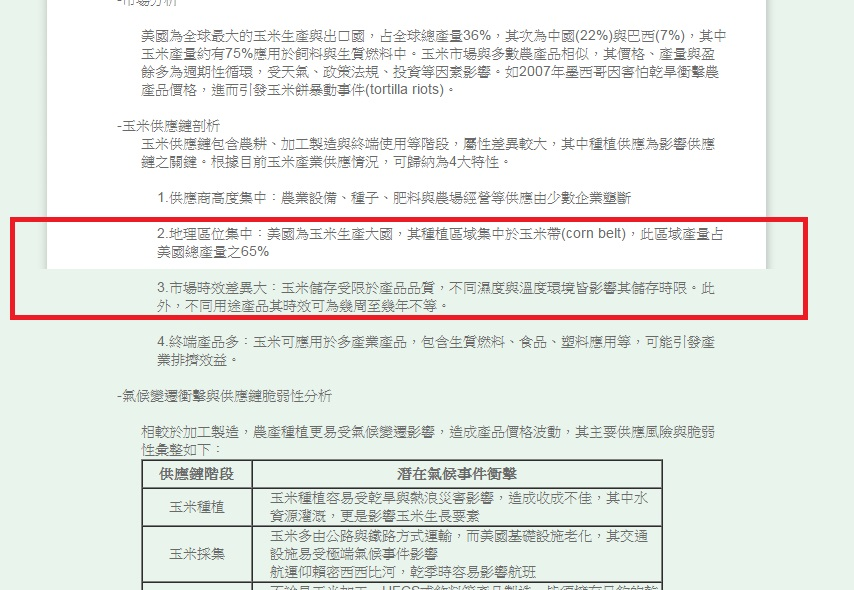 -市場分析
美國為全球最大的玉米生產與出口國，占全球總產量36%，其次為中國(22%)與巴西(7%)，其中
玉米產量約有75%應用於飼料與生質燃料中。玉米市場與多數農產品相似，其價格、產量與盈
餘多為週期性循環，受天氣、政策法規、投資等因素影響。如2007年墨西哥因害怕乾旱衝擊農
產品價格，進而引發玉米餅暴動事件(tortilla riots)。
-玉米供應鏈剖析
玉米供應鏈包含農耕、加工製造與終端使用等階段，屬性差異較大，其中種植供應為影響供應
鏈之關鍵。根據目前玉米產業供應情況，可歸納為4大特性。
1.供應商高度集中：農業設備、種子、肥料與農場經營等供應由少數企業壟斷
2.地理區位集中：美國為玉米生產大國，其種植區域集中於玉米帶(corn belt)，此區域產量占
美國總產量之65%
3.市場時效差異大：玉米儲存受限於產品品質，不同濕度與溫度環境皆影響其儲存時限。此
外，不同用途產品其時效可為幾周至幾年不等。
4.終端產品多：玉米可應用於多產業產品，包含生質燃料、食品、塑料應用等，可能引發產
業排擠效益。
-氣候變遷衝擊與供應鏈脆弱性分析
相較於加工製造，農產種植更易受氣候變遷影響，造成產品價格波動，其主要供應風險與脆弱
性彙整如下：
供應鏈階段 潛在氣候事件衝擊
玉米種植 玉米種植容易受乾旱與熱浪災害影響，造成收成不佳，其中水
資源灌溉，更是影響玉米生長要素
玉米採集 玉米多由公路與鐵路方式運輸，而美國基礎設施老化，其交通
設施易受極端氣候事件影響
航運仰賴密西西比河，乾季時容易影響航班